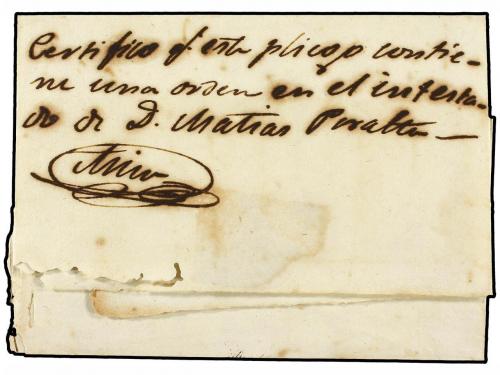 Certifico q.e este pliego contie-
ne una orden en el intesta-
do de D. Matias Peralta